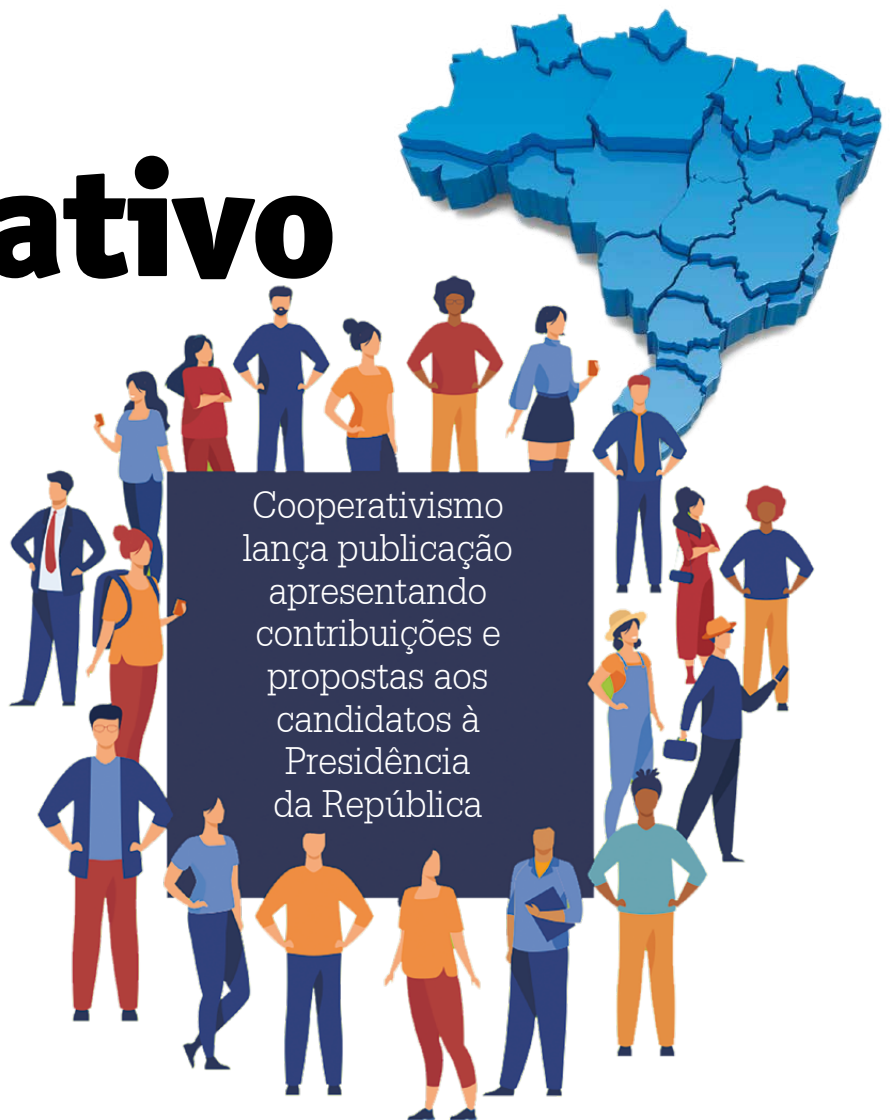 ativo
Cooperativismo
lança publicação
apresentando
contribuições e
propostas aos
candidatos à
Presidência
da República